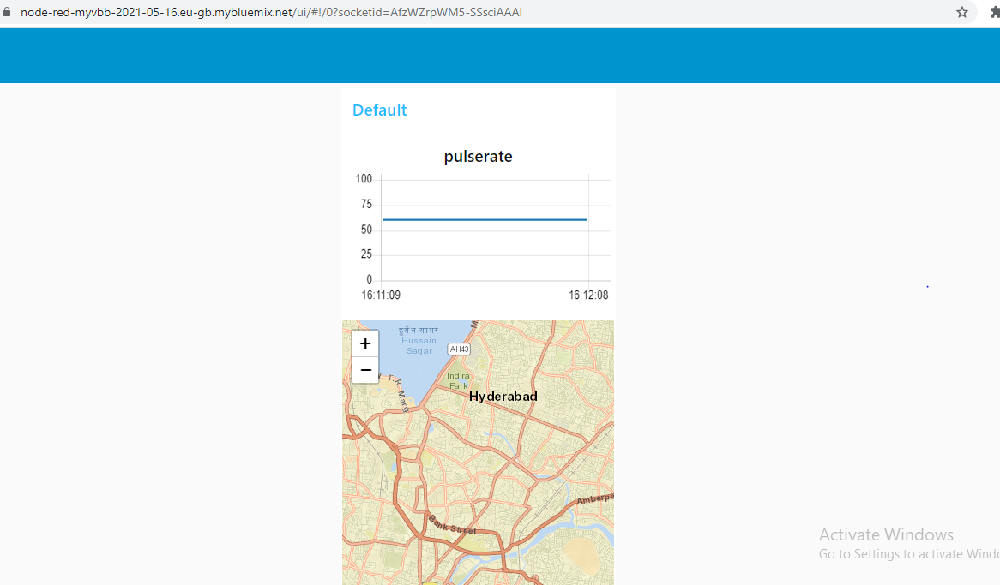 node-red-myvbb-2021-05-16.eu-gb.mybluemix.net/ui/#!/0?socketid=AfzWZrpWM5-SSsciAAAI
Default
pulserate
100
75
50
25
0
16:11:09
16:12:08
+
−
हुसैन सागर
Hussain
Sagar
M
AH43
T.R. Marg
Indira
Park
Hyderabad
Amberpe
Bank Street
Activate Windows
Go to Settings to activate Windo